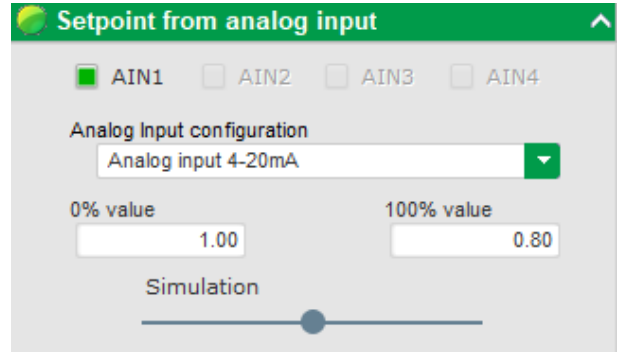 Setpoint from analog input
AIN1 AIN2 AIN3 AIN4
Analog Input configuration
Analog input 4-20mA
0% value 100% value
1.00 0.80
Simulation